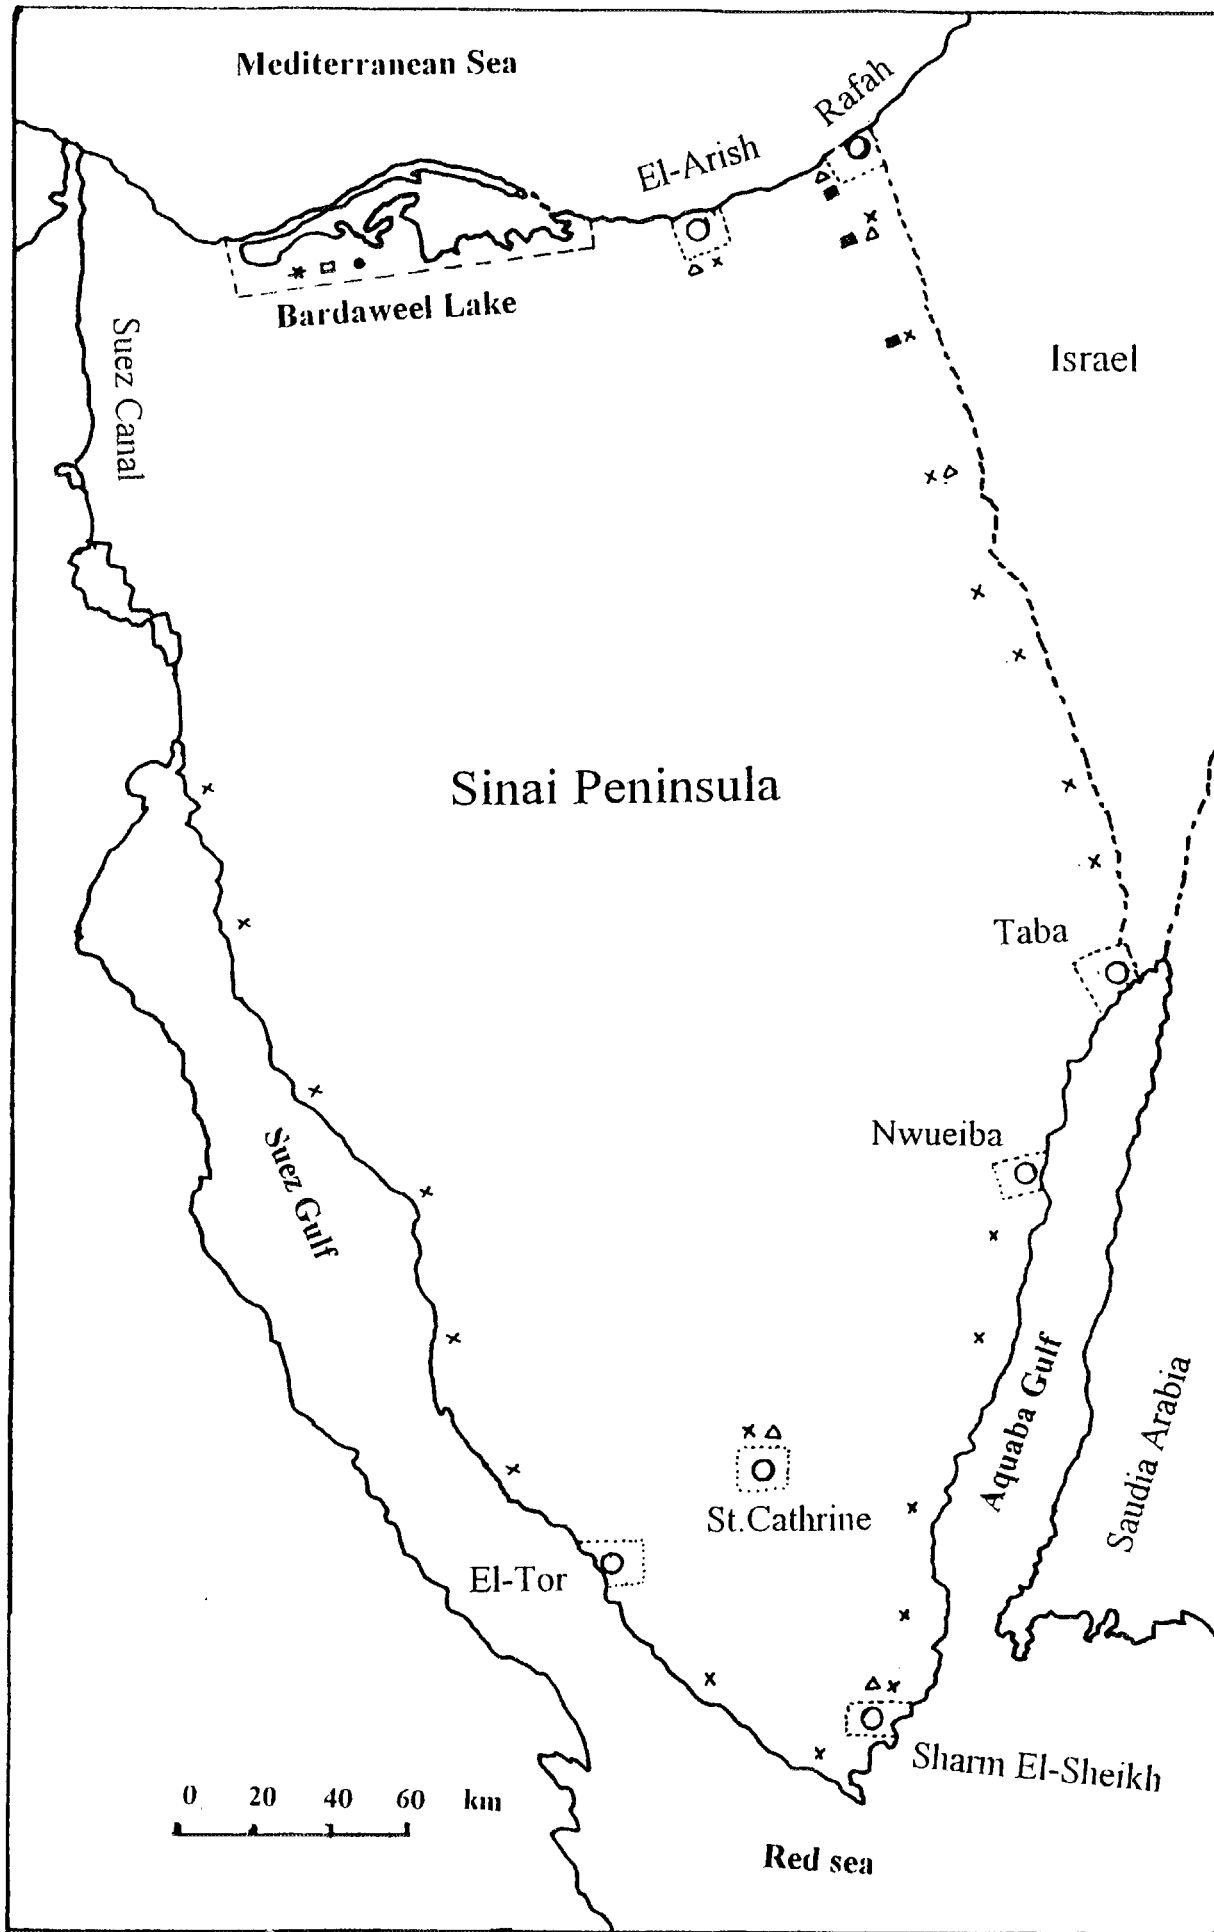 Mediterranean Sea
Rafah
El-Arish
Bardaweel Lake
Suez Canal
Israel
Sinai Peninsula
Taba
Nwueiba
Suez Gulf
Aquaba Gulf
Saudia Arabia
St.Cathrine
El-Tor
Sharm El-Sheikh
0 20 40 60 km
Red sea